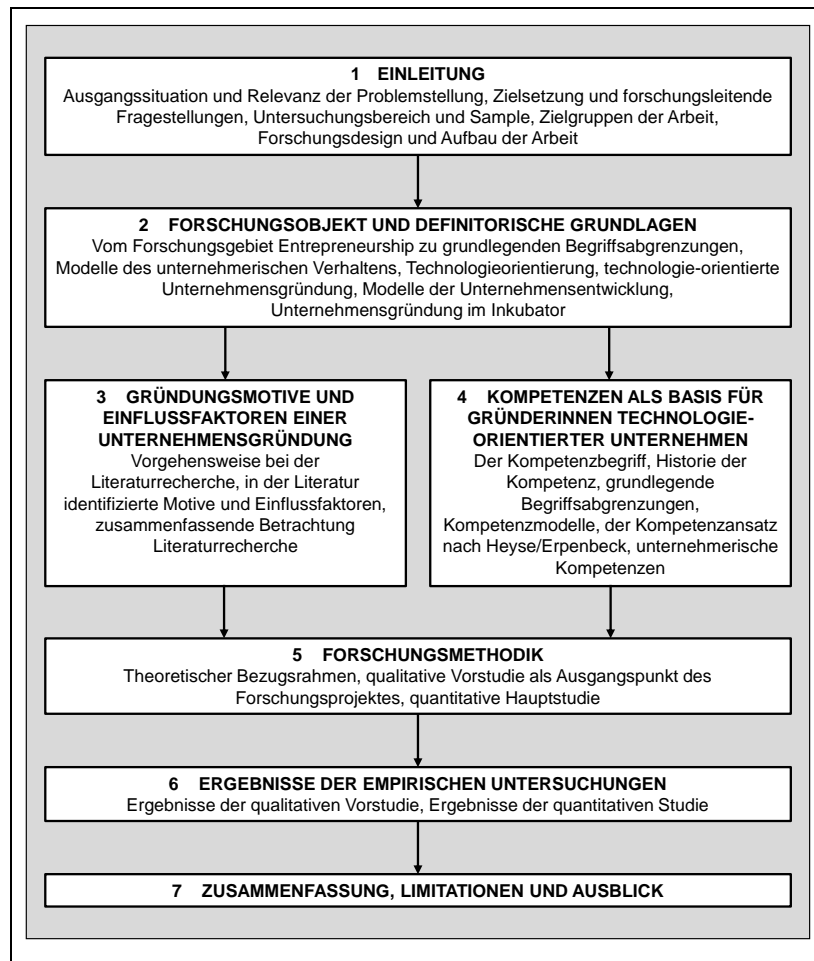 1 EINLEITUNG
Ausgangssituation und Relevanz der Problemstellung, Zielsetzung und forschungsleitende
Fragestellungen, Untersuchungsbereich und Sample, Zielgruppen der Arbeit,
Forschungsdesign und Aufbau der Arbeit
2 FORSCHUNGSOBJEKT UND DEFINITORISCHE GRUNDLAGEN
Vom Forschungsgebiet Entrepreneurship zu grundlegenden Begriffsabgrenzungen,
Modelle des unternehmerischen Verhaltens, Technologieorientierung, technologie-orientierte
Unternehmensgründung, Modelle der Unternehmensentwicklung,
Unternehmensgründung im Inkubator
3 GRÜNDUNGSMOTIVE UND
EINFLUSSFAKTOREN EINER
UNTERNEHMENSGRÜNDUNG
Vorgehensweise bei der
Literaturrecherche, in der Literatur
identifizierte Motive und Einflussfaktoren,
zusammenfassende Betrachtung
Literaturrecherche
4 KOMPETENZEN ALS BASIS FÜR
GRÜNDERINNEN TECHNOLOGIE-
ORIENTIERTER UNTERNEHMEN
Der Kompetenzbegriff, Historie der
Kompetenz, grundlegende
Begriffsabgrenzungen,
Kompetenzmodelle, der Kompetenzansatz
nach Heyse/Erpenbeck, unternehmerische
Kompetenzen
5 FORSCHUNGSMETHODIK
Theoretischer Bezugsrahmen, qualitative Vorstudie als Ausgangspunkt des
Forschungsprojektes, quantitative Hauptstudie
6 ERGEBNISSE DER EMPIRISCHEN UNTERSUCHUNGEN
Ergebnisse der qualitativen Vorstudie, Ergebnisse der quantitativen Studie
7 ZUSAMMENFASSUNG, LIMITATIONEN UND AUSBLICK